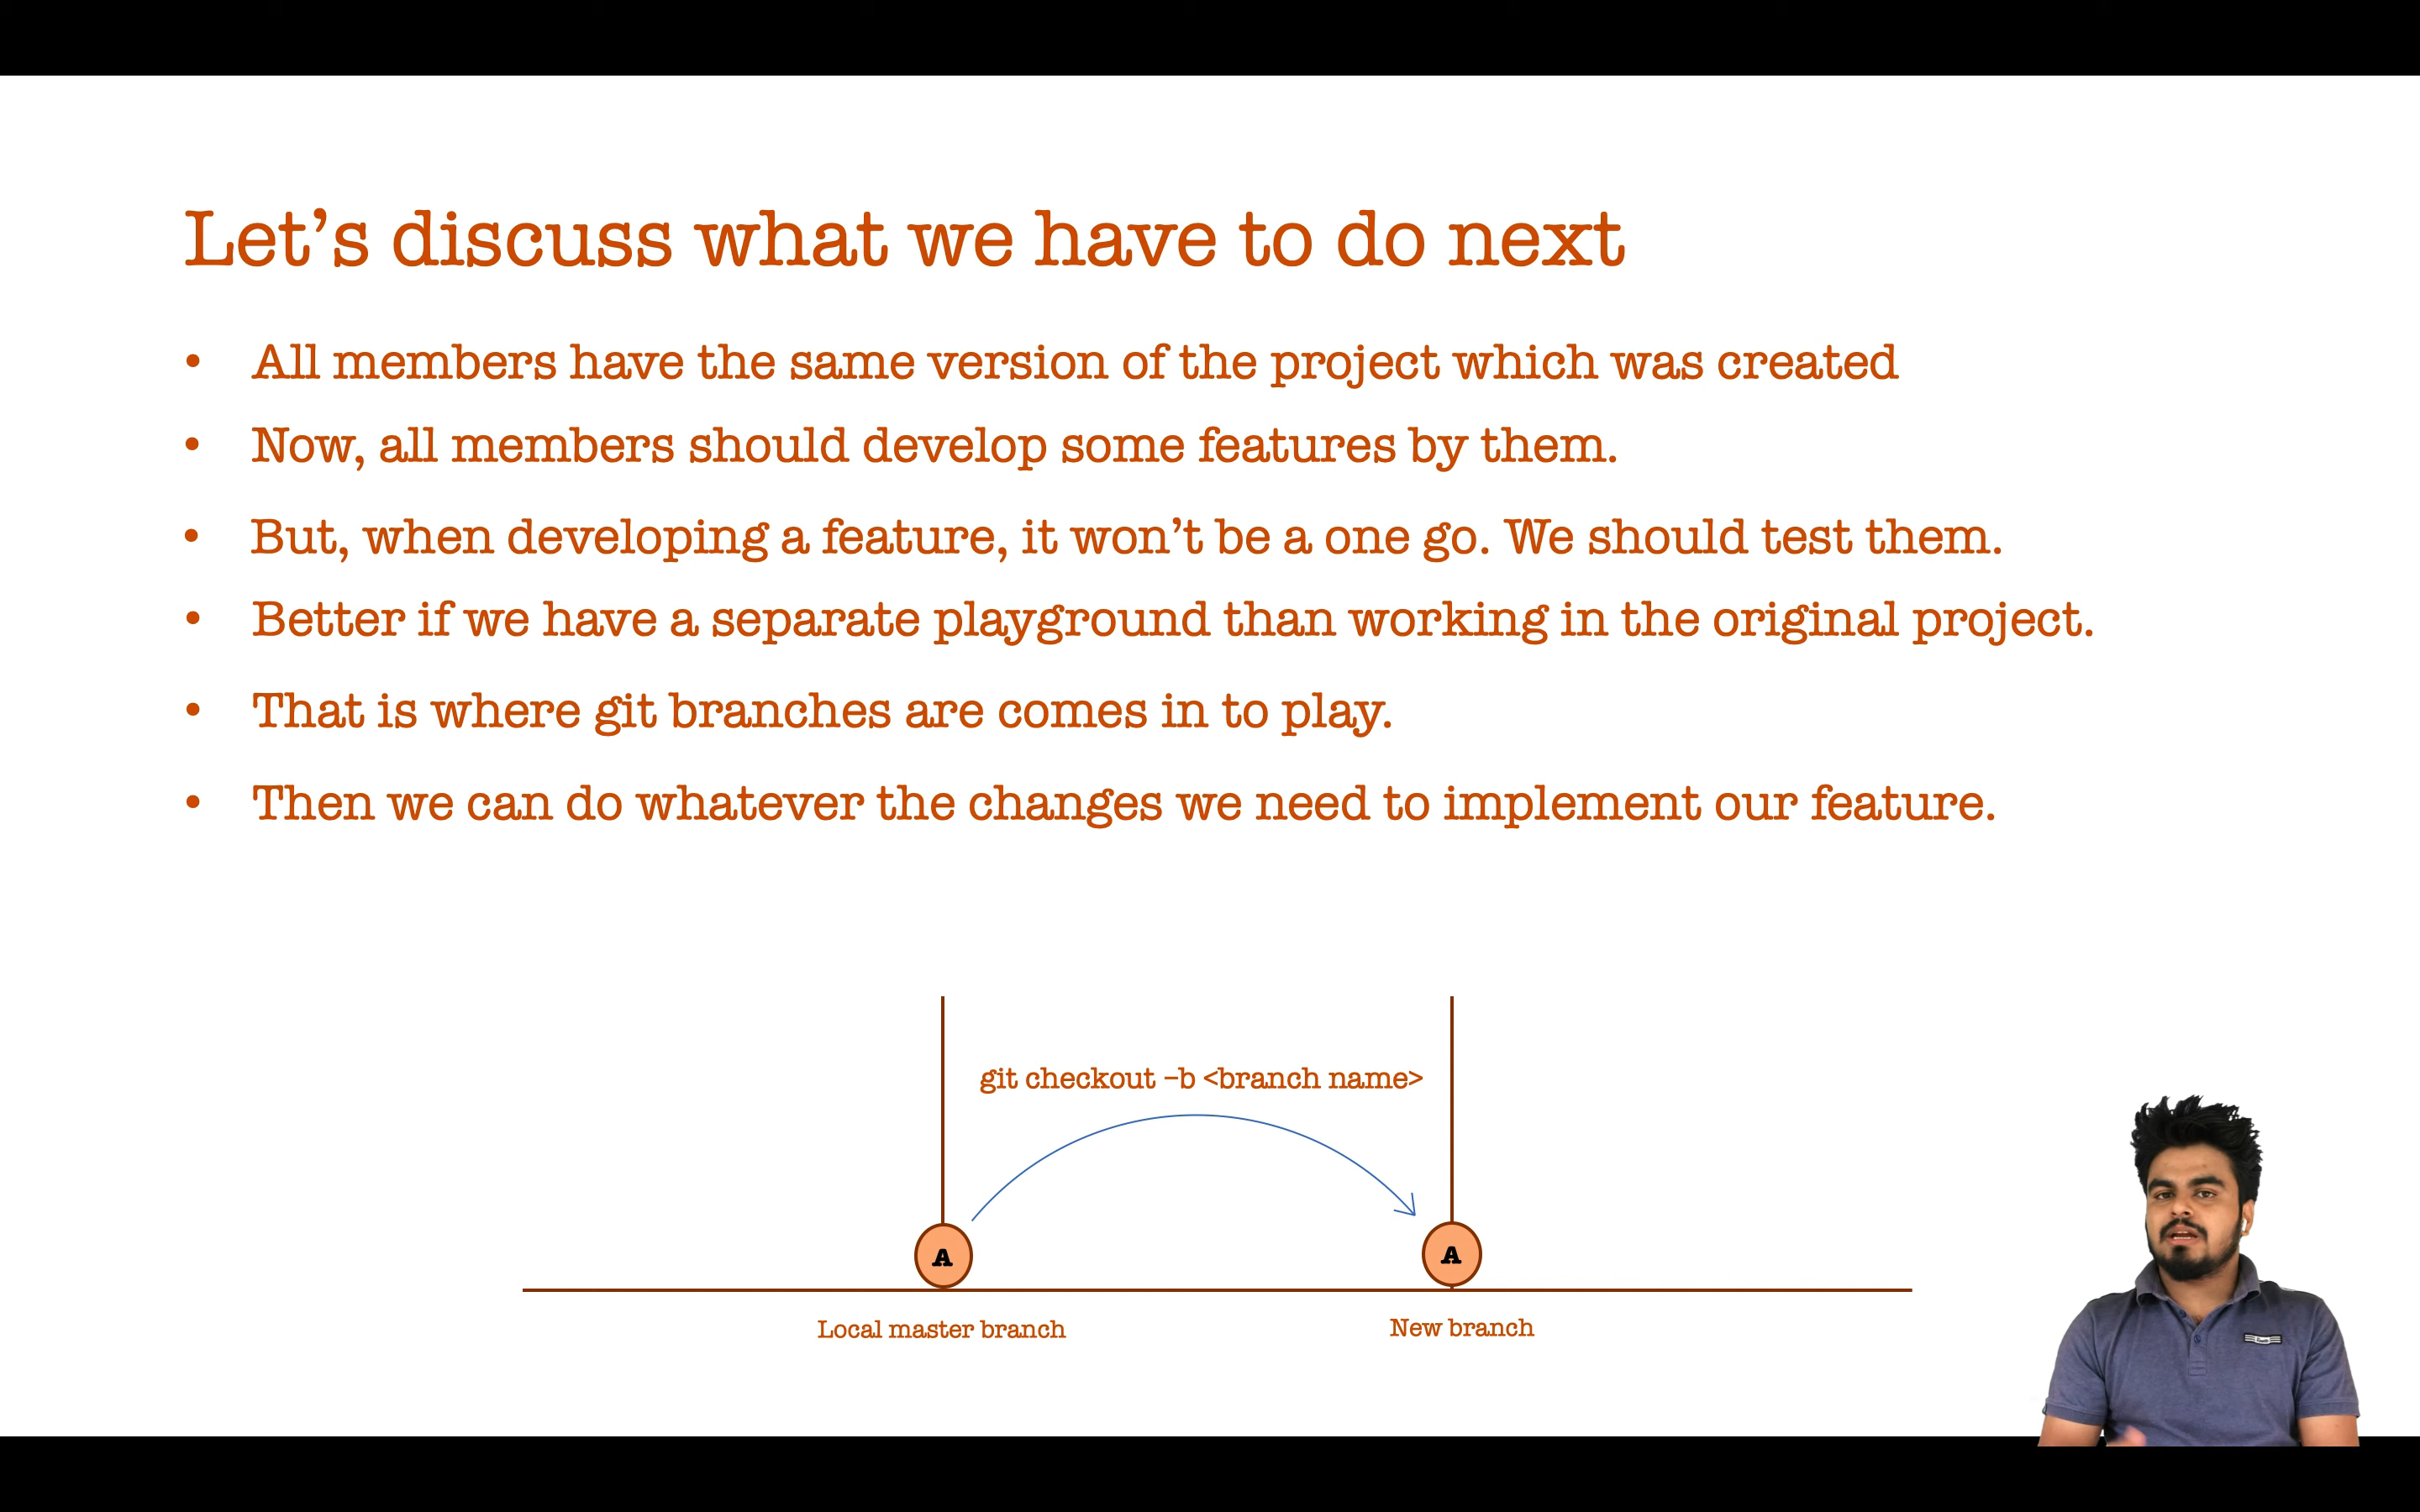 Let’s discuss what we have to do next
• All members have the same version of the project which was created
• Now, all members should develop some features by them.
• But, when developing a feature, it won’t be a one go. We should test them.
• Better if we have a separate playground than working in the original project.
• That is where git branches are comes in to play.
• Then we can do whatever the changes we need to implement our feature.
git checkout –b <branch name>
A
A
Local master branch
New branch